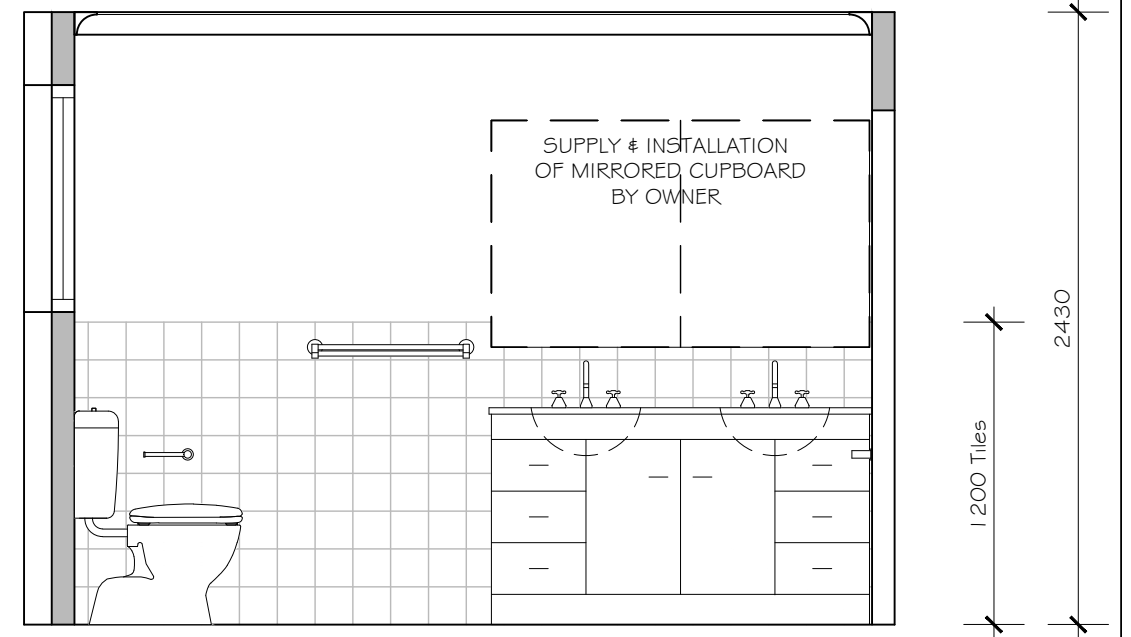 SUPPLY & INSTALLATION
OF MIRRORED CUPBOARD
BY OWNER
2430
1200 Tiles